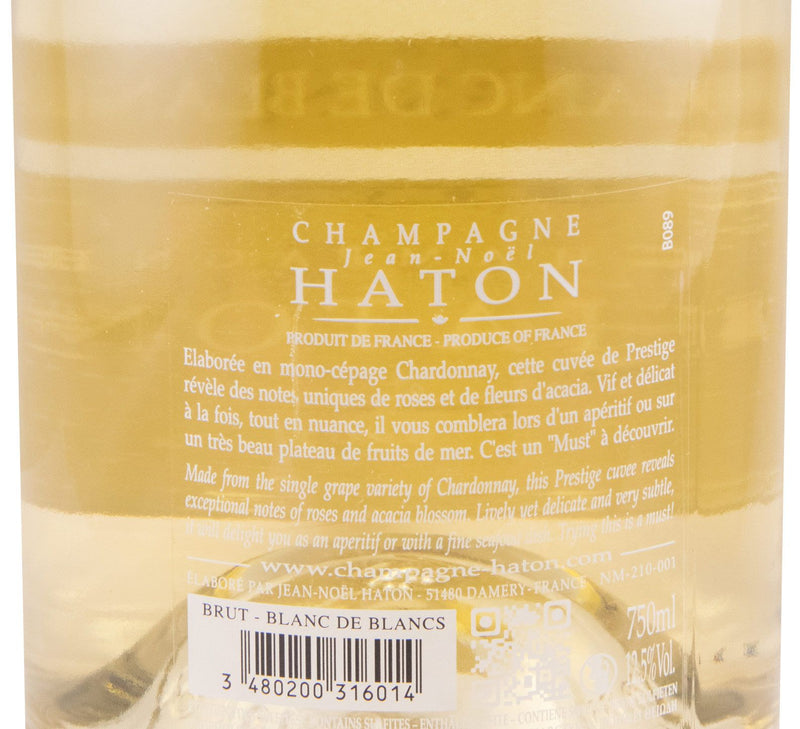 BLANC DE BLAN
CHAMPAGNE
B089
Jean-Noël
HATON
PRODUIT DE FRANCE - PRODUCE OF FRANCE
Elaborée en mono-cépage Chardonnay, cette cuvée de Prestige
révèle des notes uniques de roses et de fleurs d'acacia. Vif et délicat
à la fois, tout en nuance, il vous comblera lors d'un apéritif ou sur
un très beau plateau de fruits de mer. C'est un "Must" à découvrir.
Made from the single grape variety of Chardonnay, this Prestige cuvee reveals
exceptional notes of roses and acacia blossom. Lively yet delicate and very subtle,
it will delight you as an aperitif or with a fine seafood dish. Trying this is a must!
www.champagne-haton.com
ELABORÉ PAR JEAN-NOËL HATON - 51480 DAMERY-FRANCE - NM-210-001
BRUT - BLANC DE BLANCS
750ml
12,5%Vol.
3 480200 316014
CONTAINS SULFITES -